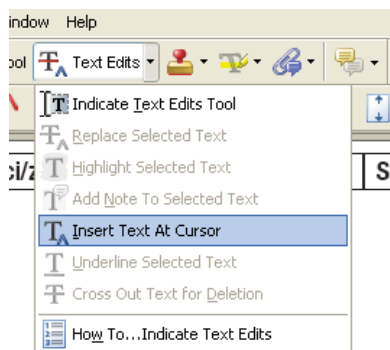 indow Help
ool Text Edits
Indicate Text Edits Tool
Replace Selected Text
ci/z Highlight Selected Text S
Add Note To Selected Text
Insert Text At Cursor
Underline Selected Text
Cross Out Text for Deletion
How To...Indicate Text Edits